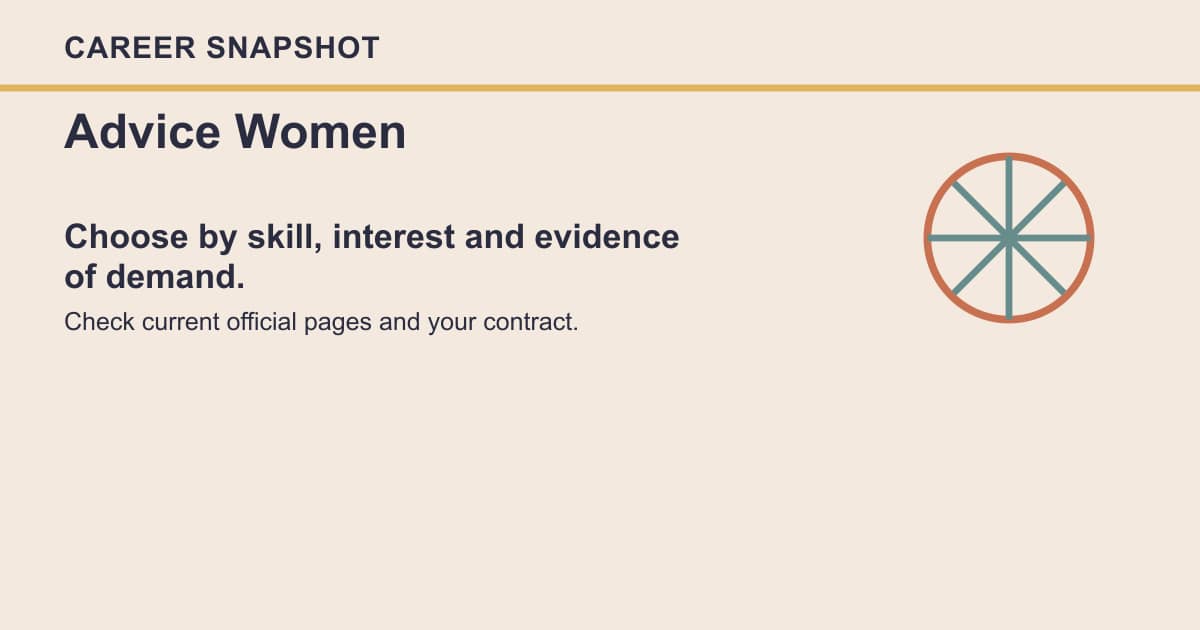 CAREER SNAPSHOT
Advice Women
Choose by skill, interest and evidence
of demand.
Check current official pages and your contract.